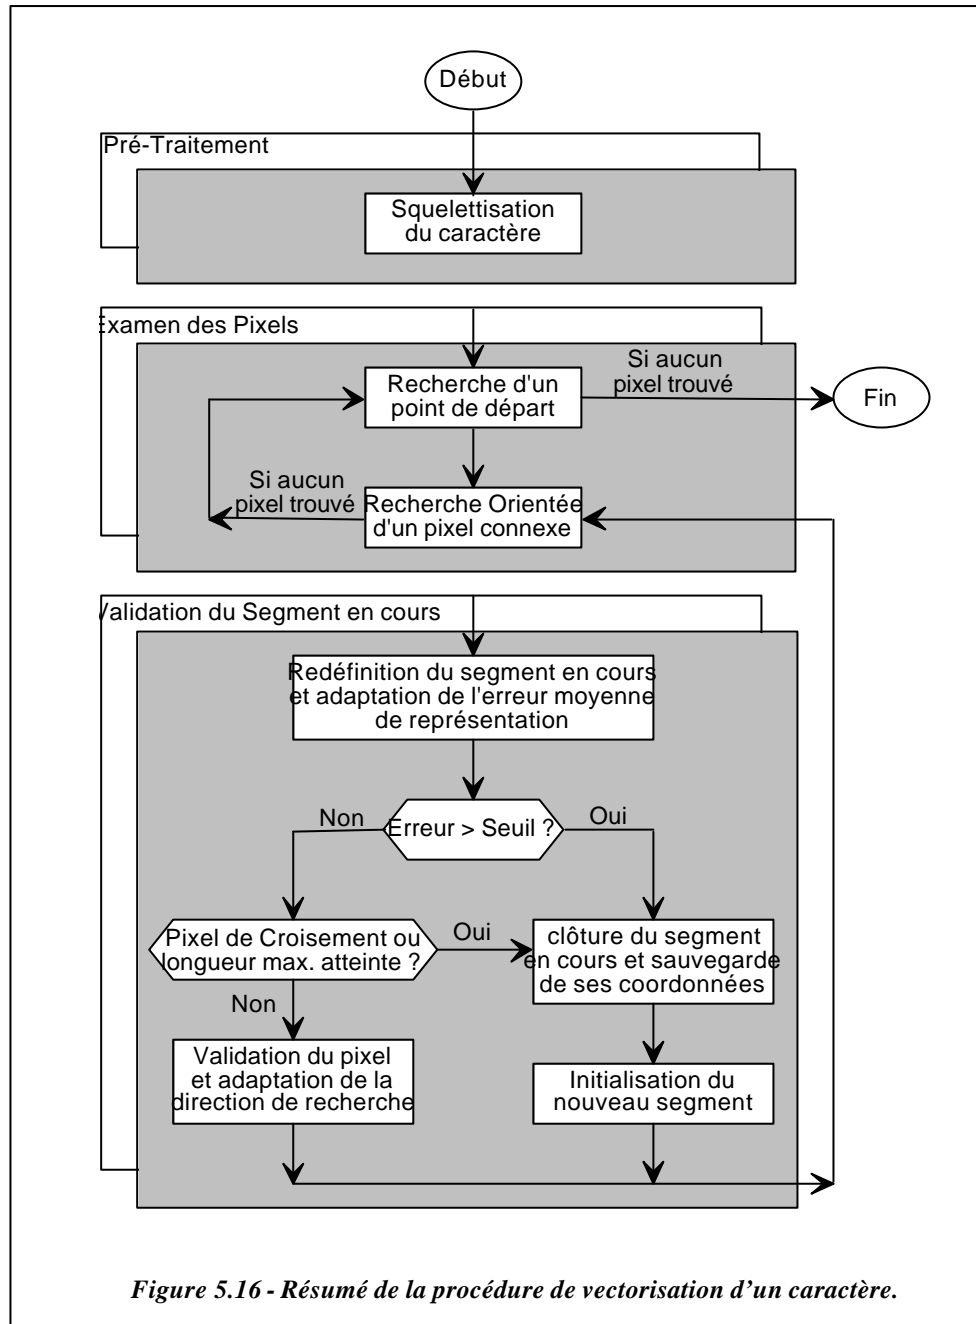 Début
Pré-Traitement
Squelettisation
du caractère
Examen des Pixels
Si aucun
pixel trouvé
Recherche d'un
point de départ
Fin
Si aucun
pixel trouvé
Recherche Orientée
d'un pixel connexe
Validation du Segment en cours
Redéfinition du segment en cours
et adaptation de l'erreur moyenne
de représentation
Non
Erreur > Seuil ?
Oui
Pixel de Croisement ou
longueur max. atteinte ?
Oui
clôture du segment
en cours et sauvegarde
de ses coordonnées
Non
Validation du pixel
et adaptation de la
direction de recherche
Initialisation du
nouveau segment
Figure 5.16 - Résumé de la procédure de vectorisation d’un caractère.